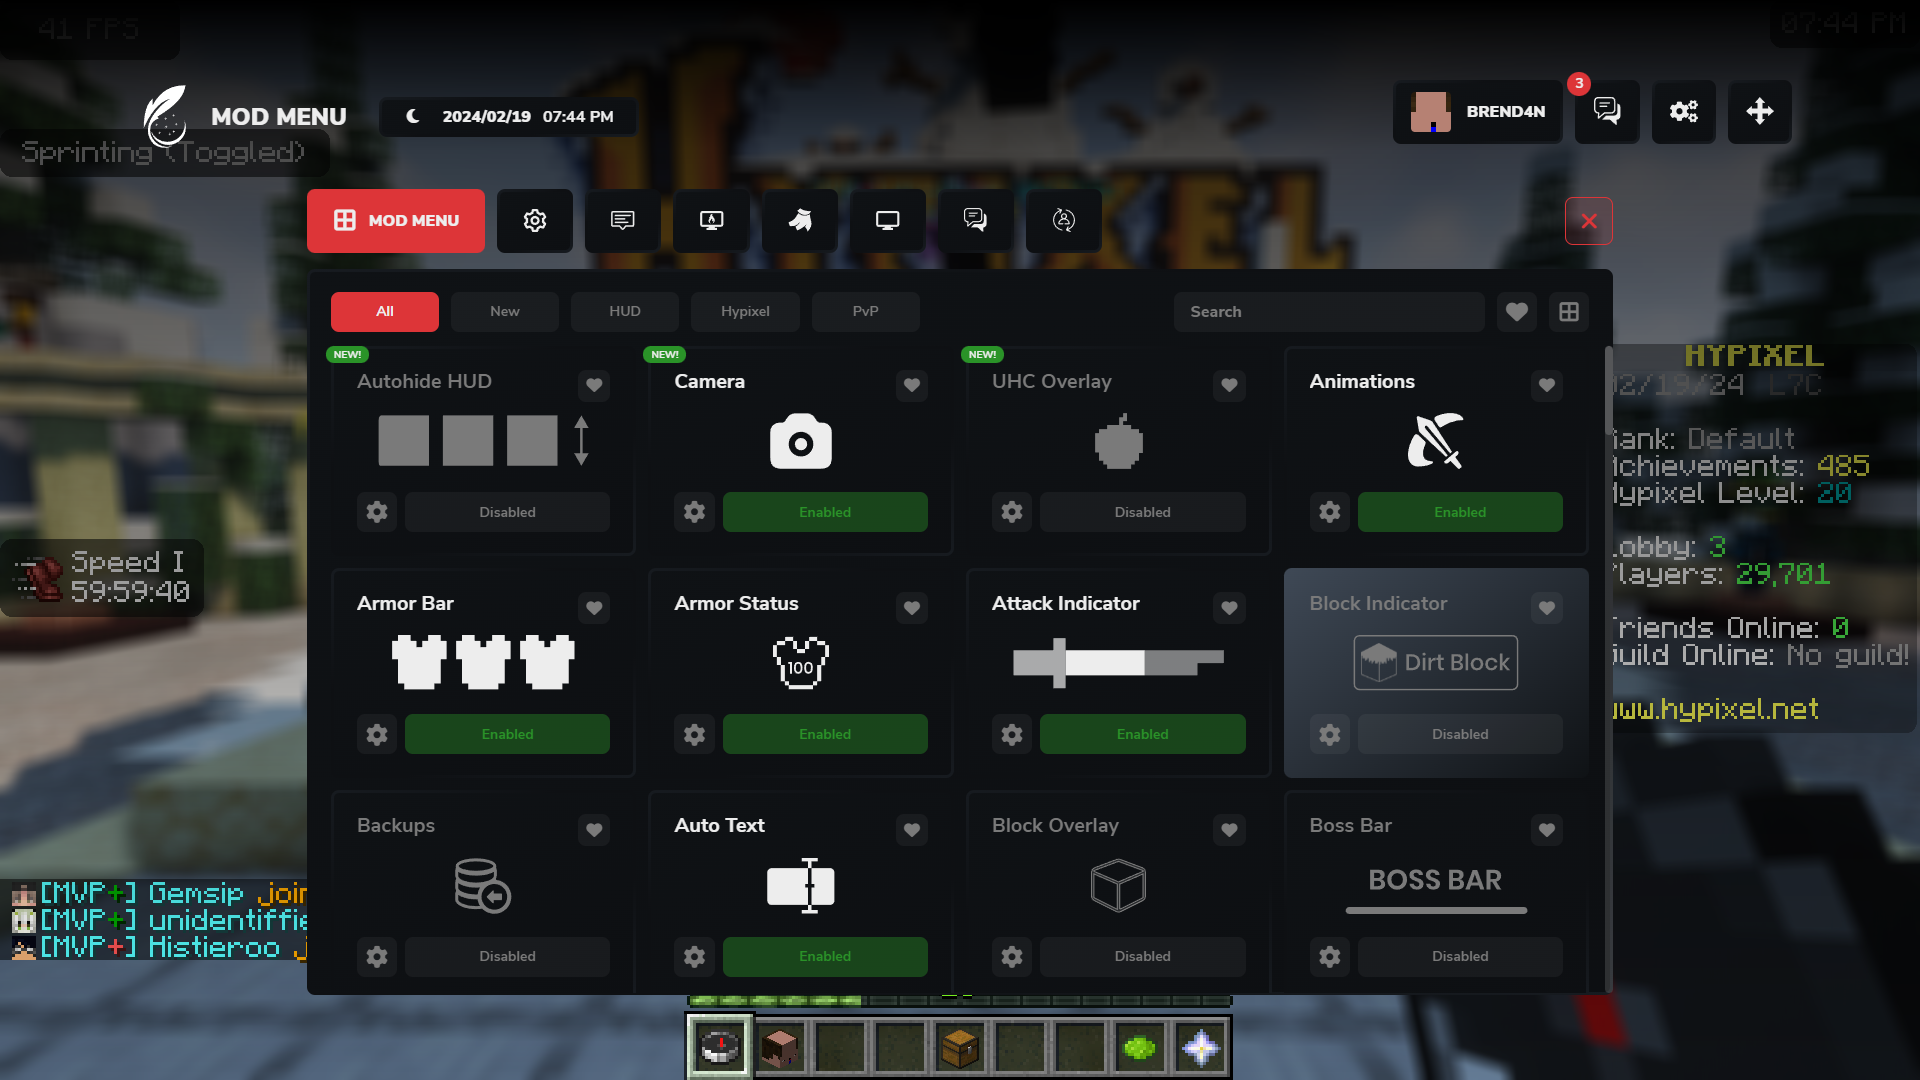 41 FPS
07:44 PM
MOD MENU
2024/02/19 07:44 PM
3
BREND4N
Sprinting (Toggled)
MOD MENU
HYPIXEL
All
New
HUD
Hypixel
PvP
Search
NEW!
Autohide HUD
Disabled
NEW!
Camera
Enabled
NEW!
UHC Overlay
Disabled
Animations
Enabled
Armor Bar
Enabled
Armor Status
100
Enabled
Attack Indicator
Enabled
Block Indicator
Dirt Block
Disabled
Backups
Disabled
Auto Text
Enabled
Block Overlay
Disabled
Boss Bar
BOSS BAR
Disabled
HYPIXEL
02/19/24 L7C
Rank: Default
Achievements: 485
Hypixel Level: 20
Lobby: 3
Players: 29,701
Friends Online: 0
Guild Online: No guild!
www.hypixel.net
Speed I
59:59:40
[MVP+] Gemsip join
[MVP+] unidentiffie
[MVP+] Histieroo j